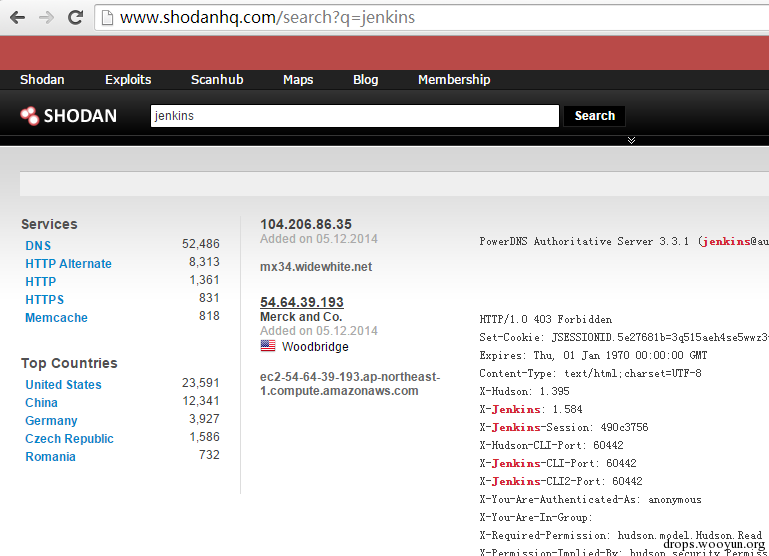 www.shodanhq.com/search?q=jenkins
Shodan Exploits Scanhub Maps Blog Membership
SHODAN jenkins Search
Services
DNS 52,486
HTTP Alternate 8,313
HTTP 1,361
HTTPS 831
Memcache 818
Top Countries
United States 23,591
China 12,341
Germany 3,927
Czech Republic 1,586
Romania 732
104.206.86.35
Added on 05.12.2014
mx34.widewhite.net
54.64.39.193
Merck and Co.
Added on 05.12.2014
Woodbridge
ec2-54-64-39-193.ap-northeast-
1.compute.amazonaws.com
PowerDNS Authoritative Server 3.3.1 (jenkins@au
HTTP/1.0 403 Forbidden
Set-Cookie: JSESSIONID.5e27681b=3q515aeh4se5wwz3
Expires: Thu, 01 Jan 1970 00:00:00 GMT
Content-Type: text/html;charset=UTF-8
X-Hudson: 1.395
X-Jenkins: 1.584
X-Jenkins-Session: 490c3756
X-Hudson-CLI-Port: 60442
X-Jenkins-CLI-Port: 60442
X-Jenkins-CLI2-Port: 60442
X-You-Are-Authenticated-As: anonymous
X-You-Are-In-Group:
X-Required-Permission: hudson.model.Hudson.Read
X-Permission-Implied-By: hudson.security.Permiss
drops.wooyun.org